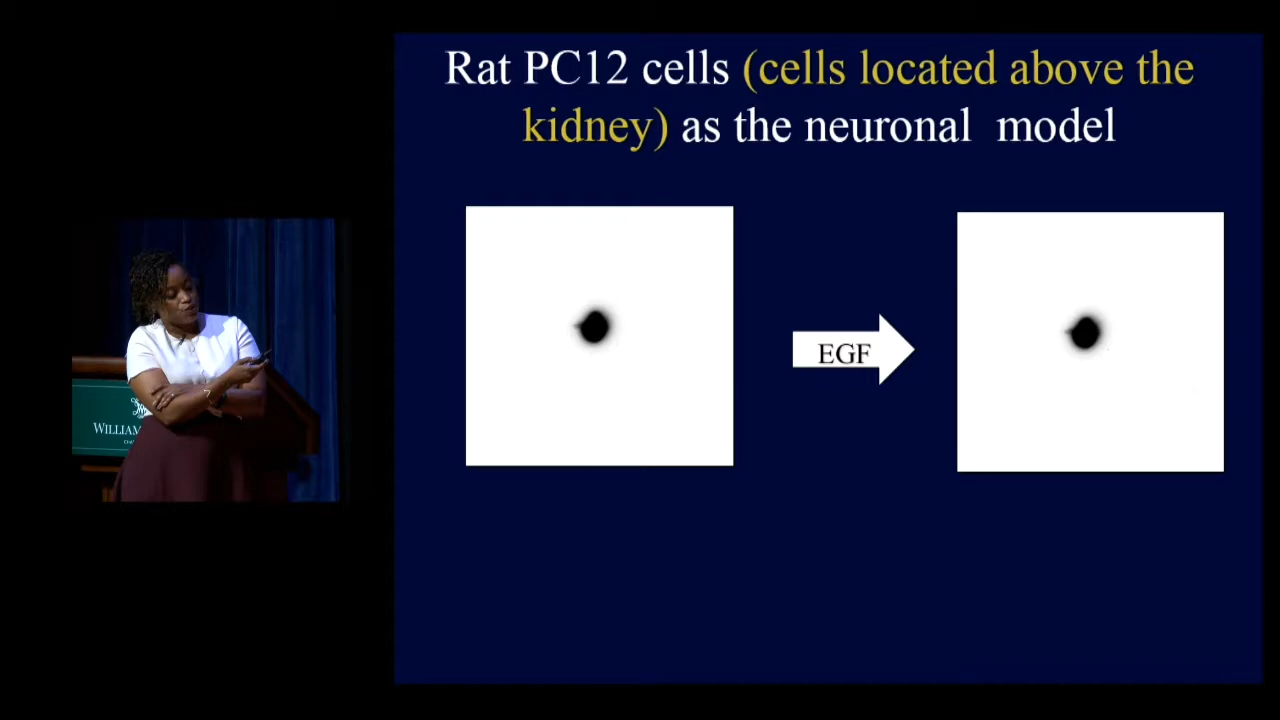 Rat PC12 cells (cells located above the
kidney) as the neuronal model
EGF
WILLIAM